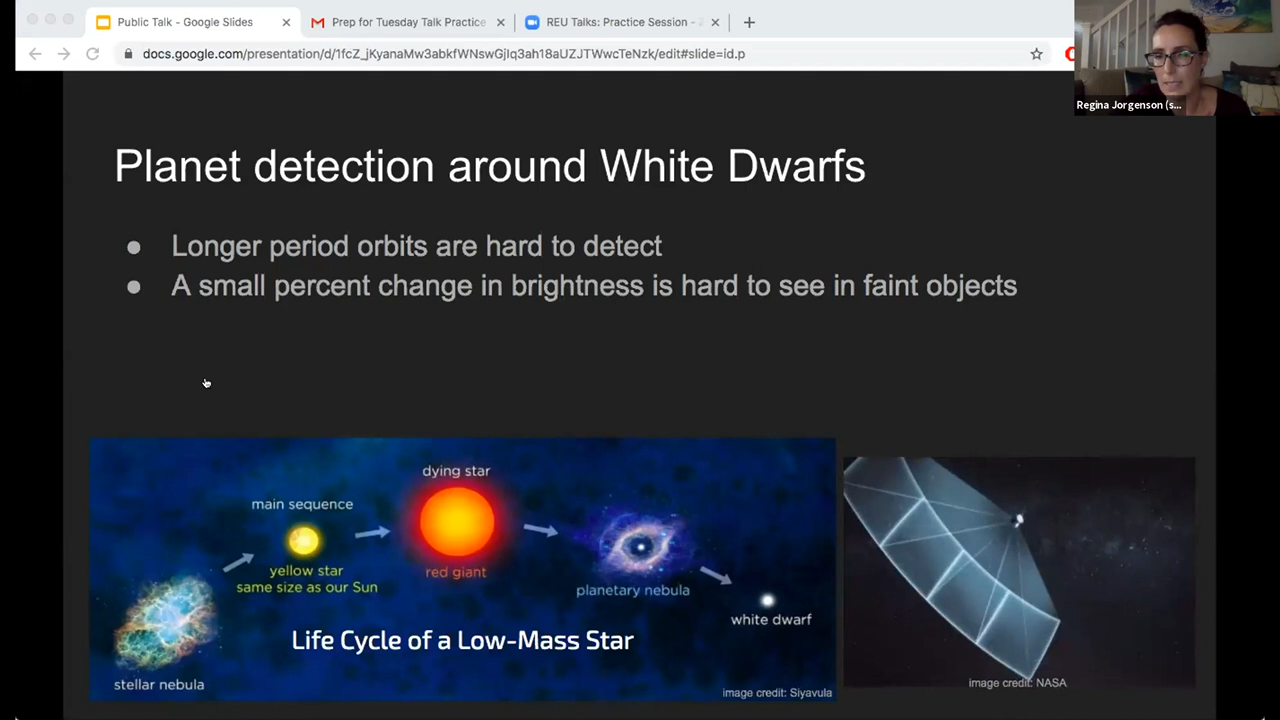 Public Talk - Google Slides
Prep for Tuesday Talk Practice
REU Talks: Practice Session -
docs.google.com/presentation/d/1fcZ_jKyanaMw3abkfWNswGjIq3ah18aUZJTWwcTeNzk/edit#slide=id.p
Regina Jorgenson (s...
Planet detection around White Dwarfs
● Longer period orbits are hard to detect
● A small percent change in brightness is hard to see in faint objects
dying star
main sequence
yellow star
same size as our Sun
red giant
planetary nebula
white dwarf
Life Cycle of a Low-Mass Star
stellar nebula
image credit: Siyavula
image credit: NASA